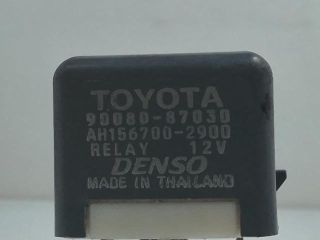 TOYOTA
90080-87030
AH156700-2900
RELAY 12V
DENSO
MADE IN THAILAND